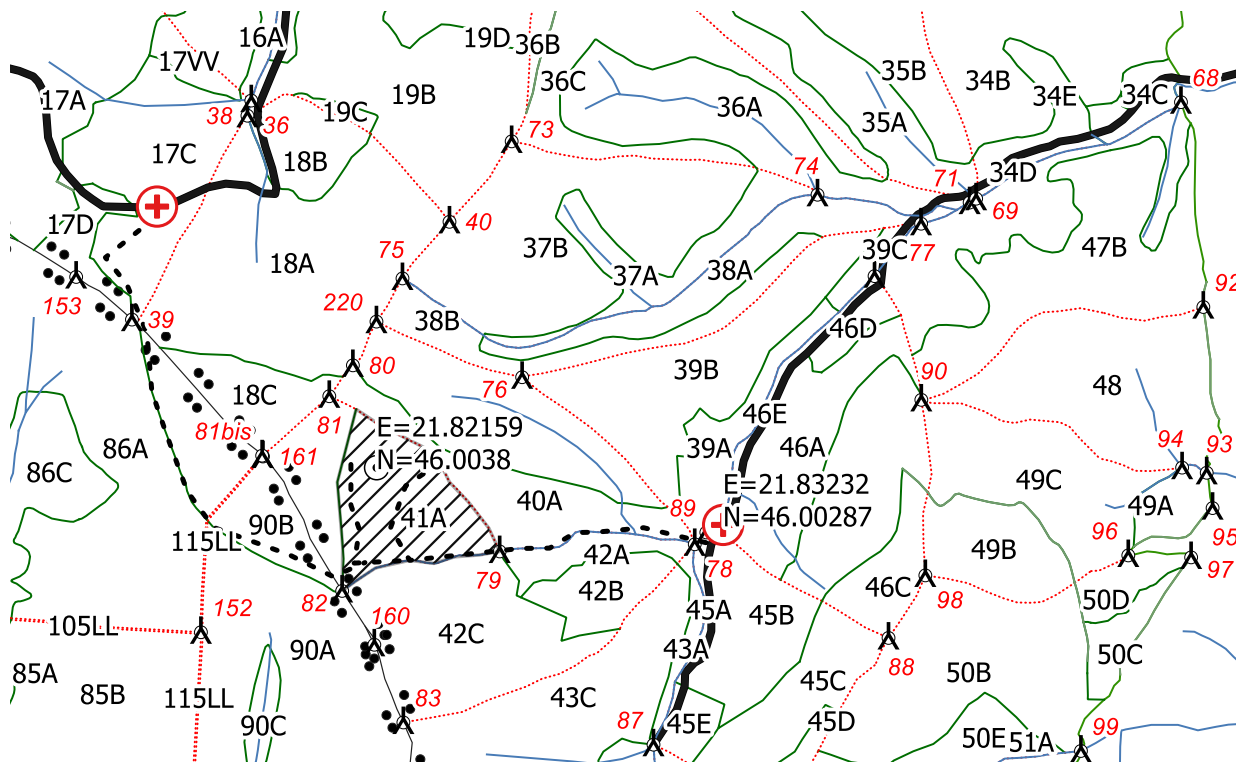 16A
19D
36B
17VV
35B
34B
68
36C
17A
19B
34E
34C
19C
36A
38
36
35A
73
17C
18B
74
71
34D
69
17D
40
37B
77
47B
75
39C
18A
37A
38A
153
92
220
39
38B
46D
80
76
39B
90
48
18C
81
46E
E=21.82159
81bis
86A
39A
46A
94
93
161
N=46.0038
86C
E=21.83232
49C
40A
49A
89
N=46.00287
90B
41A
96
95
115LL
42A
49B
79
78
97
42B
46C
82
98
50D
152
45A
45B
160
105LL
42C
90A
43A
50C
88
85A
50B
45C
85B
115LL
43C
83
90C
87
45E
45D
99
50E
51A